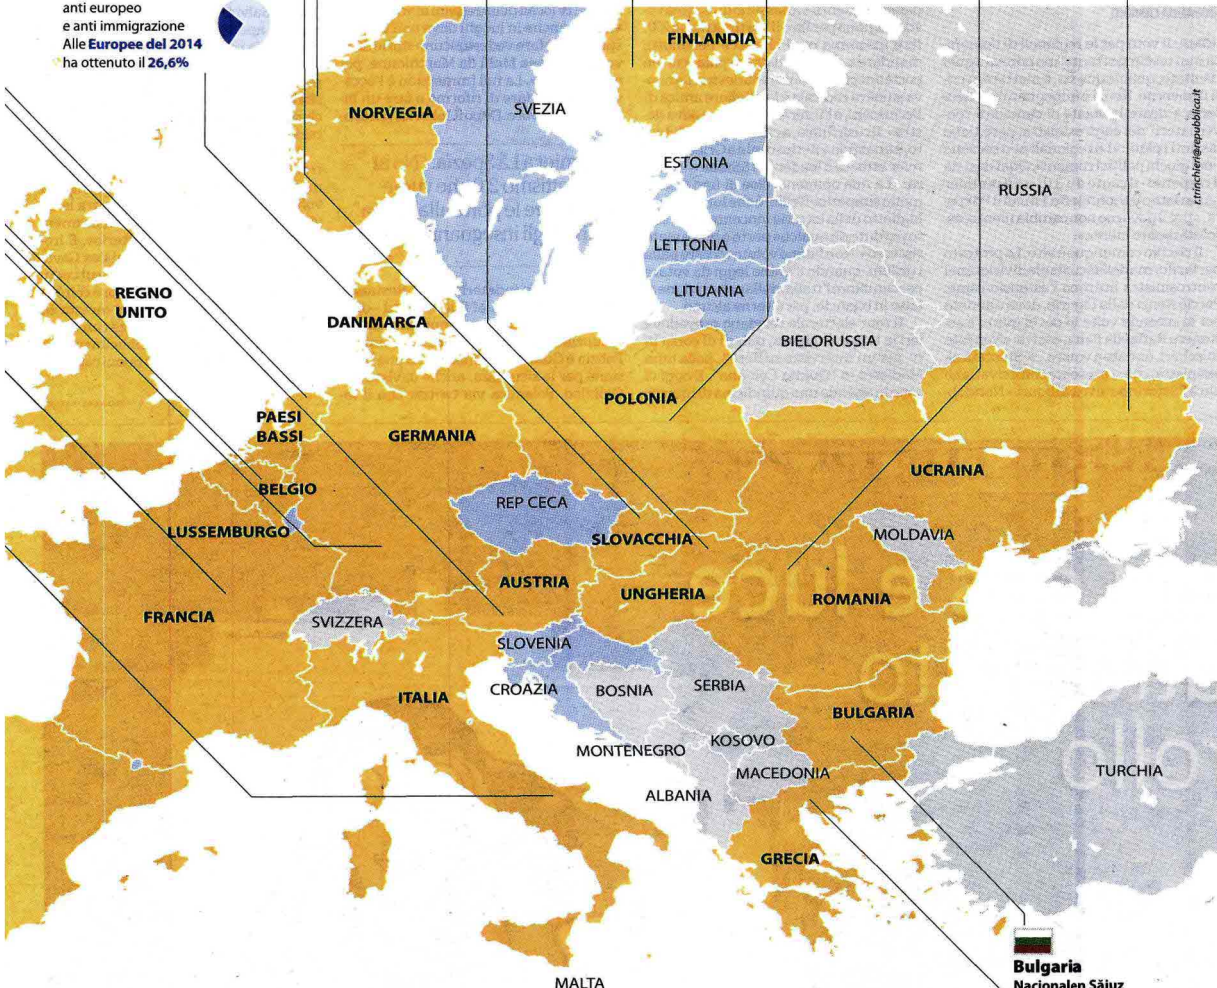 anti europeo
e anti immigrazione
Alle Europee del 2014
ha ottenuto il 26,6%
FINLANDIA
NORVEGIA
SVEZIA
ESTONIA
RUSSIA
r.trinchieri@repubblica.it
LETTONIA
LITUANIA
REGNO
UNITO
DANIMARCA
BIELORUSSIA
POLONIA
PAESI
BASSI
GERMANIA
UCRAINA
BELGIO
REP CECA
LUSSEMBURGO
SLOVACCHIA
MOLDAVIA
AUSTRIA
UNGHERIA
ROMANIA
FRANCIA
SVIZZERA
SLOVENIA
CROAZIA
BOSNIA
SERBIA
ITALIA
BULGARIA
MONTENEGRO
KOSOVO
MACEDONIA
TURCHIA
ALBANIA
GRECIA
MALTA
Bulgaria
Nacionalen Săjuz